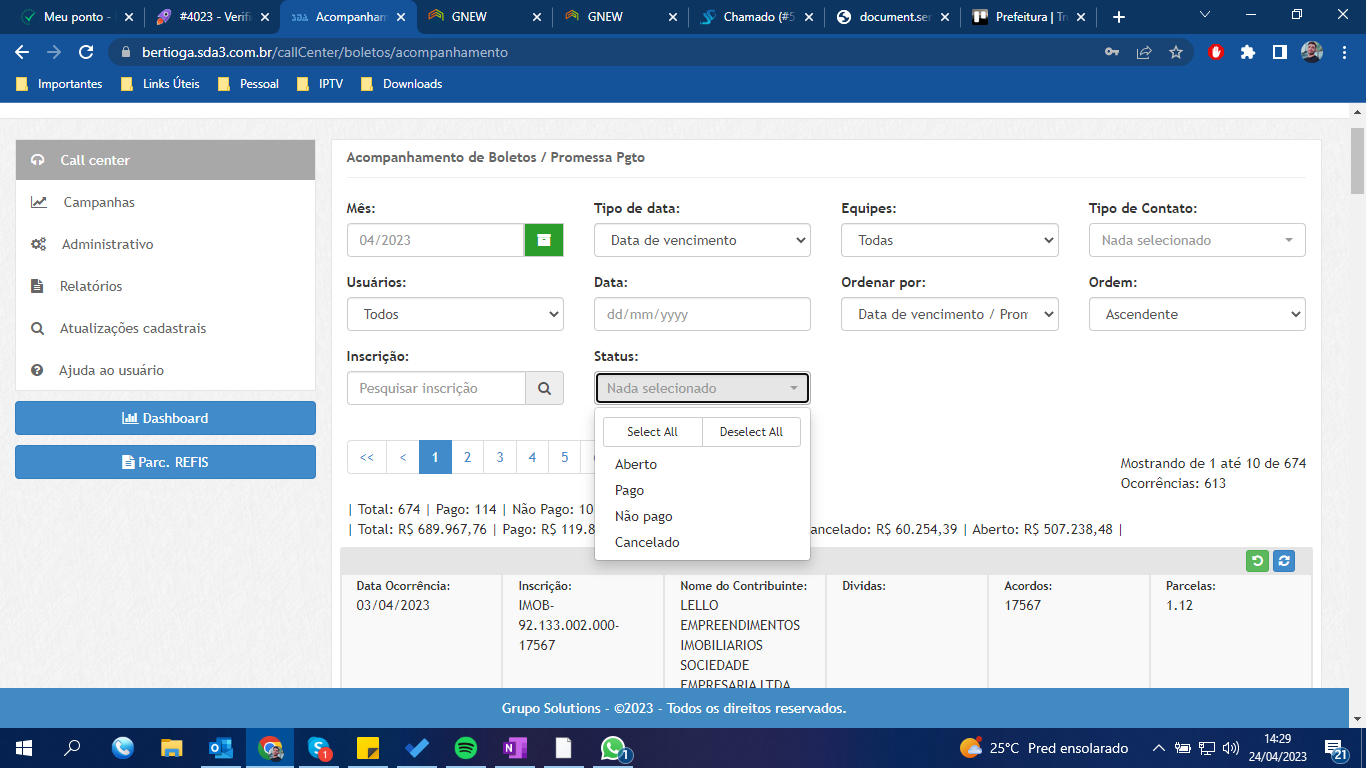 Meu ponto -
#4023 - Verifi
Acompanham
GNEW
GNEW
Chamado (#5
document.ser
Prefeitura | Tr
bertioga.sda3.com.br/callCenter/boletos/acompanhamento
Importantes
Links Úteis
Pessoal
IPTV
Downloads
Call center
Campanhas
Administrativo
Relatórios
Atualizações cadastrais
Ajuda ao usuário
Dashboard
Parc. REFIS
Acompanhamento de Boletos / Promessa Pgto
Mês:
Tipo de data:
Equipes:
Tipo de Contato:
04/2023
Data de vencimento
Todas
Nada selecionado
Usuários:
Data:
Ordenar por:
Ordem:
Todos
dd/mm/yyyy
Data de vencimento / Prom
Ascendente
Inscrição:
Status:
Pesquisar inscrição
Nada selecionado
Select All
Deselect All
Aberto
Pago
Não pago
Cancelado
<< < 1 2 3 4 5
Mostrando de 1 até 10 de 674
Ocorrências: 613
| Total: 674 | Pago: 114 | Não Pago: 10
| Total: R$ 689.967,76 | Pago: R$ 119.8
ancelado: R$ 60.254,39 | Aberto: R$ 507.238,48 |
Data Ocorrência:
03/04/2023
Inscrição:
IMOB-
92.133.002.000-
17567
Nome do Contribuinte:
LELLO
EMPREENDIMENTOS
IMOBILIARIOS
SOCIEDADE
EMPRESARIA LTDA
Dividas:
Acordos:
17567
Parcelas:
1.12
Grupo Solutions - ©2023 - Todos os direitos reservados.
1
1
25°C Pred ensolarado
14:29
24/04/2023
21